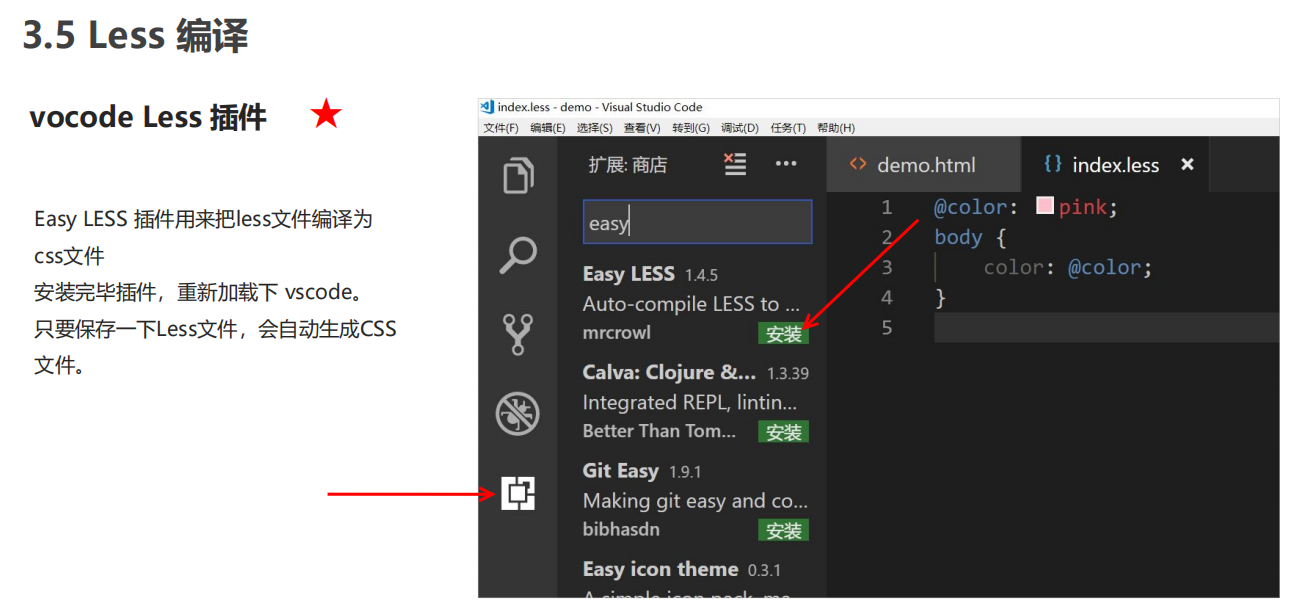 3.5 Less 编译
vocode Less 插件
Easy LESS 插件用来把less文件编译为
css文件
安装完毕插件，重新加载下 vscode。
只要保存一下Less文件，会自动生成CSS
文件。
index.less - demo - Visual Studio Code
文件(F) 编辑(E) 选择(S) 查看(V) 转到(G) 调试(D) 任务(T) 帮助(H)
扩展: 商店
easy
Easy LESS 1.4.5
Auto-compile LESS to ...
mrcrowl 安装
Calva: Clojure &... 1.3.39
Integrated REPL, lintin...
Better Than Tom... 安装
Git Easy 1.9.1
Making git easy and co...
bibhasdn 安装
Easy icon theme 0.3.1
A simple icon pack, ma...
demo.html
index.less
1 @color: pink;
2 body {
3 color: @color;
4 }
5